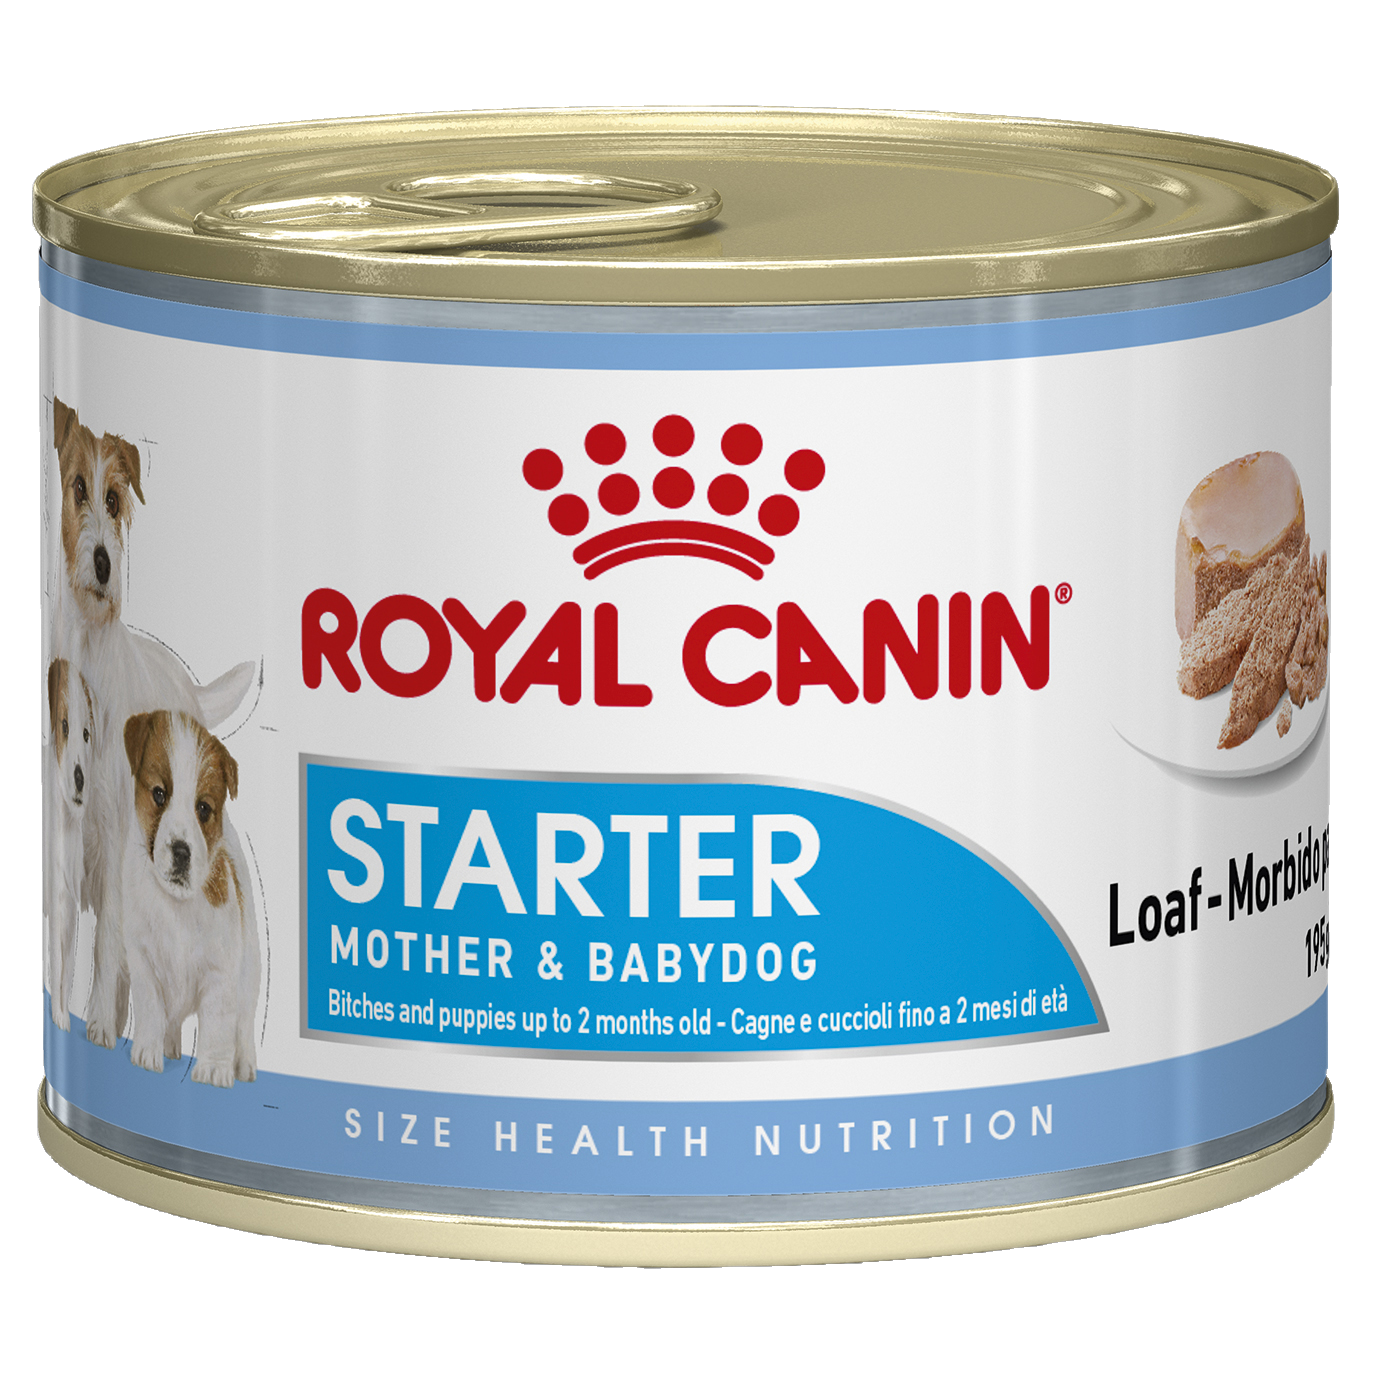 ROYAL CANIN®
STARTER
MOTHER & BABYDOG
Bitches and puppies up to 2 months old - Cagne e cuccioli fino a 2 mesi di età
Loaf - Morbido
195g
SIZE HEALTH NUTRITION